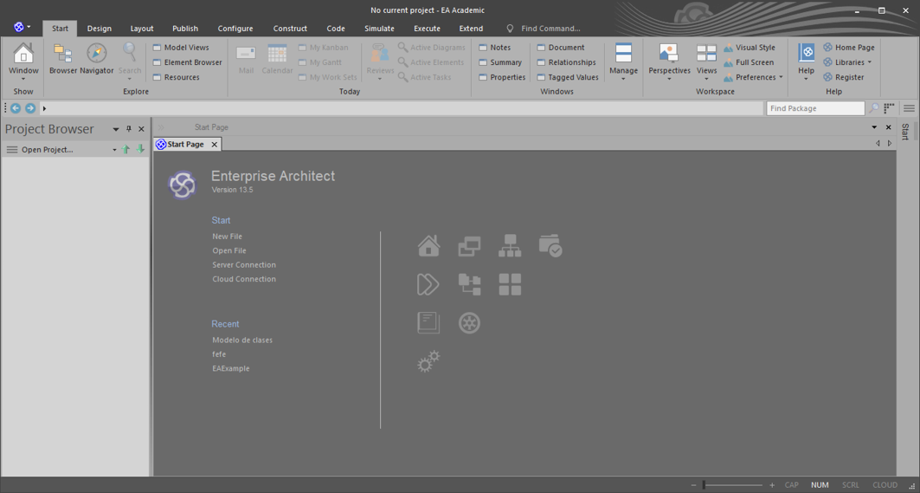 No current project - EA Academic
Start Design Layout Publish Configure Construct Code Simulate Execute Extend Find Command...
Window
Show
Browser Navigator Search
Model Views
Element Browser
Resources
Explore
Mail Calendar
My Kanban
My Gantt
My Work Sets
Reviews
Active Diagrams
Active Elements
Active Tasks
Today
Notes
Summary
Properties
Document
Relationships
Tagged Values
Windows
Manage
Perspectives Views
Visual Style
Full Screen
Preferences
Workspace
Help
Home Page
Libraries
Register
Help
Find Package
Project Browser
Open Project...
Start Page
Start Page
Start
Enterprise Architect
Version 13.5
Start
New File
Open File
Server Connection
Cloud Connection
Recent
Modelo de clases
fefe
EAExample
CAP NUM SCRL CLOUD